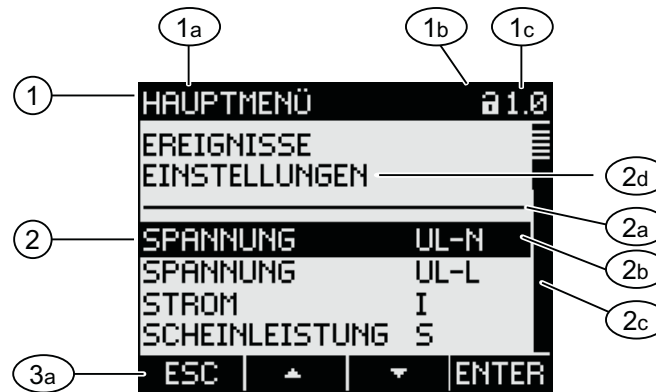 1a 1b 1c
1 HAUPTMENÜ 1.0
EREIGNISSE
EINSTELLUNGEN 2d
2a
2 SPANNUNG UL-N 2b
SPANNUNG UL-L
STROM I 2c
SCHEINLEISTUNG S
3a ESC ▲ ▼ ENTER